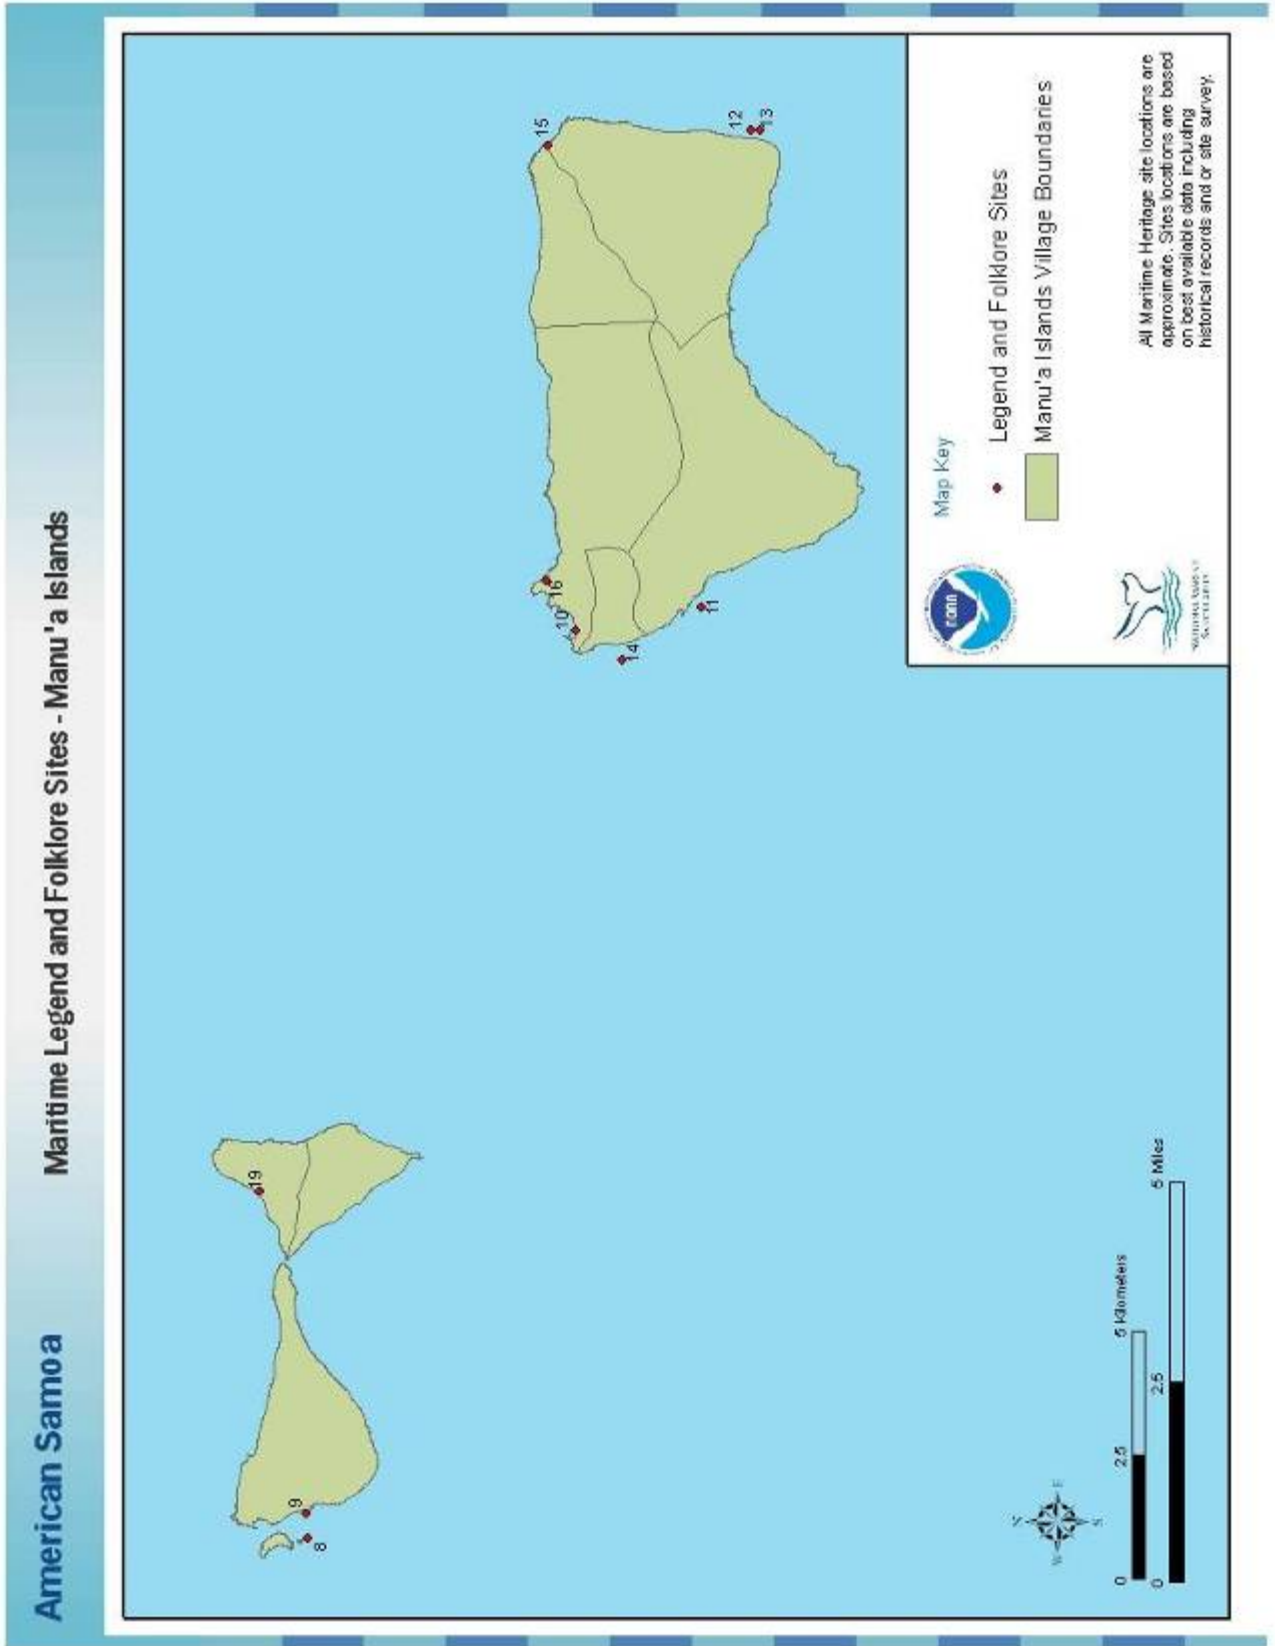 American Samoa
Maritime Legend and Folklore Sites - Manu'a Islands
19
9
8
15
12
13
16
10
11
14
Map Key
Legend and Folklore Sites
Manu'a Islands Village Boundaries
All Maritime Heritage site locations are
approximate. Sites locations are based
on best available data including
historical records and or site survey.
NOAA
N
W
E
S
0
2.5
5 Kilometers
0
2.5
5 Miles